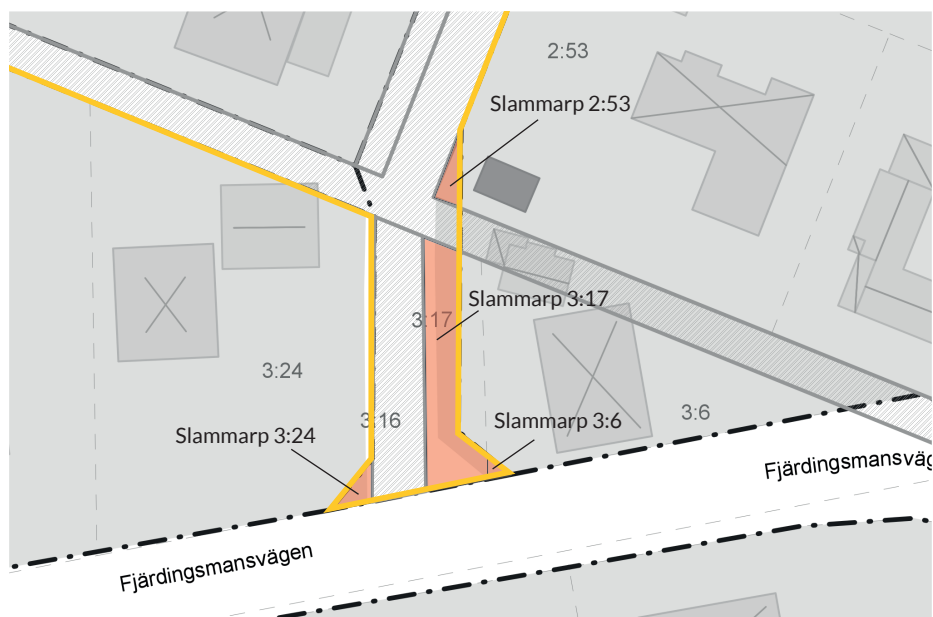 2:53
Slammarp 2:53
Slammarp 3:17
3:17
3:24
3:16
Slammarp 3:24
Slammarp 3:6
3:6
Fjärdingsmansväg
Fjärdingsmansvägen